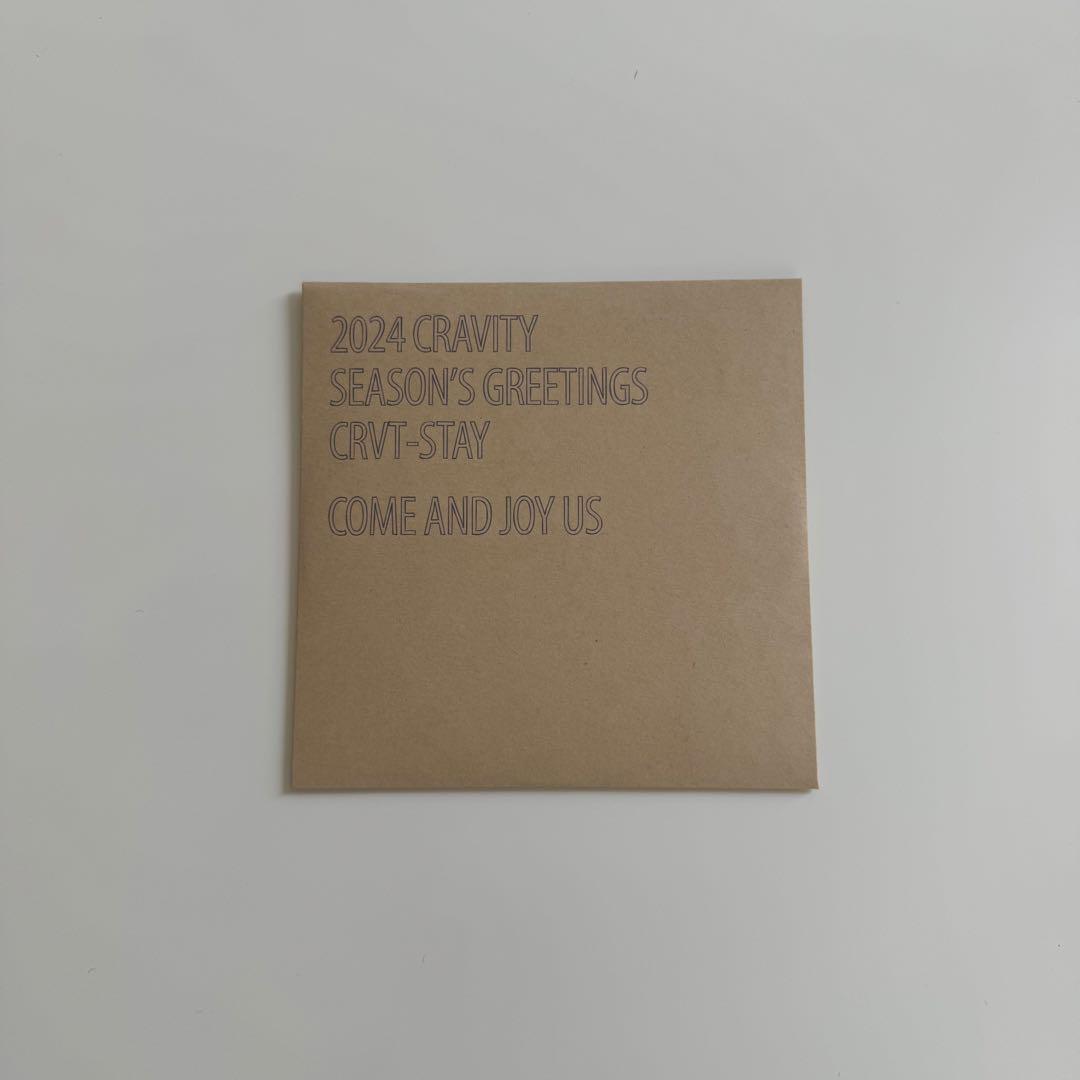 2024 CRAVITY
SEASON'S GREETINGS
CRVT-STAY
COME AND JOY US